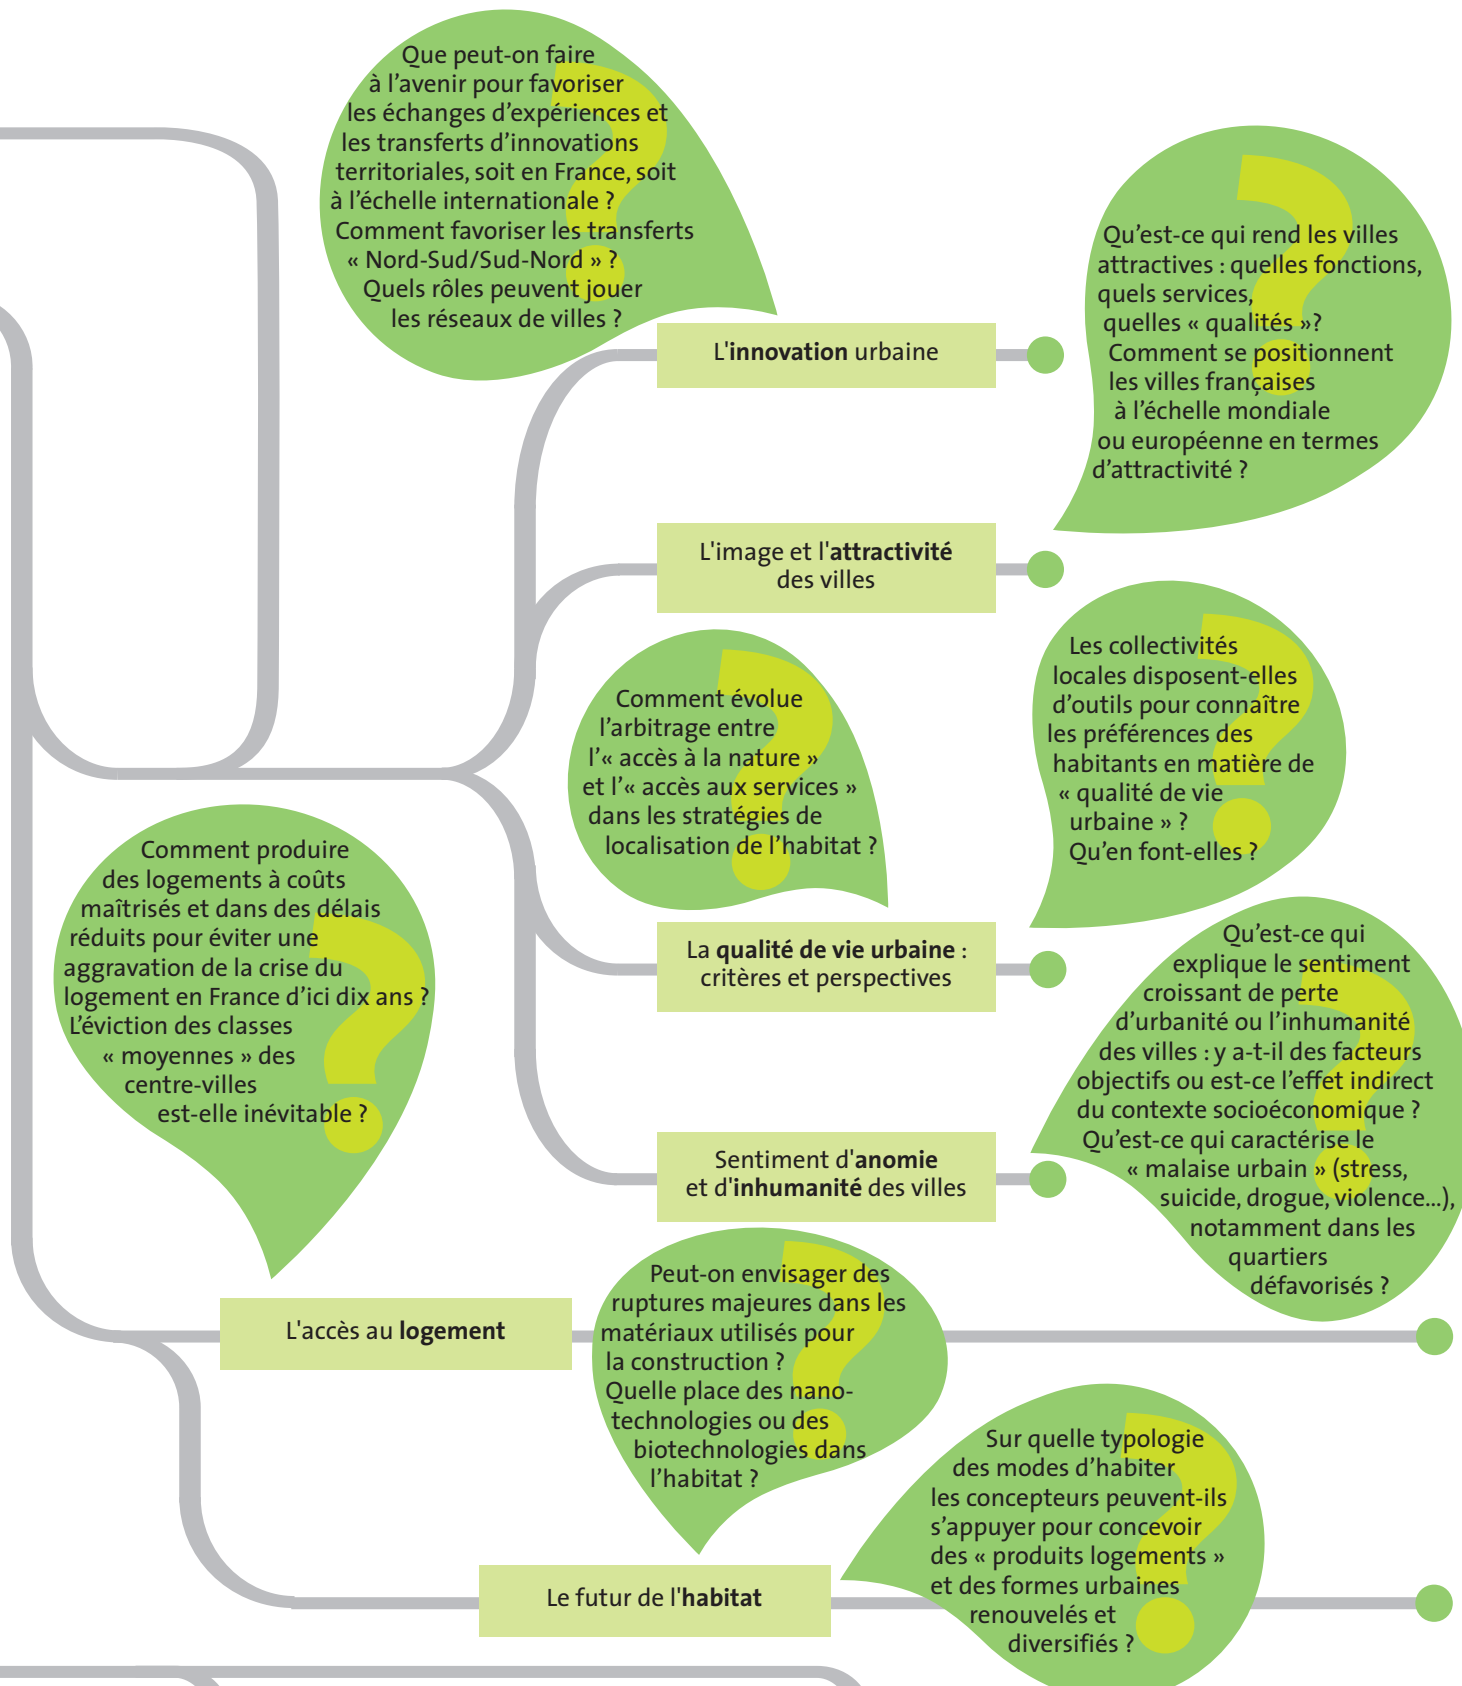 Que peut-on faire
à l’avenir pour favoriser
les échanges d’expériences et
les transferts d’innovations
territoriales, soit en France, soit
à l’échelle internationale ?
Comment favoriser les transferts
« Nord-Sud/Sud-Nord » ?
Quels rôles peuvent jouer
les réseaux de villes ?
L'innovation urbaine
Qu’est-ce qui rend les villes
attractives : quelles fonctions,
quels services,
quelles « qualités »?
Comment se positionnent
les villes françaises
à l’échelle mondiale
ou européenne en termes
d’attractivité ?
L'image et l'attractivité
des villes
Comment évolue
l’arbitrage entre
l’« accès à la nature »
et l’« accès aux services »
dans les stratégies de
localisation de l’habitat ?
Les collectivités
locales disposent-elles
d’outils pour connaître
les préférences des
habitants en matière de
« qualité de vie
urbaine » ?
Qu’en font-elles ?
La qualité de vie urbaine :
critères et perspectives
Comment produire
des logements à coûts
maîtrisés et dans des délais
réduits pour éviter une
aggravation de la crise du
logement en France d’ici dix ans ?
L’éviction des classes
« moyennes » des
centre-villes
est-elle inévitable ?
Qu’est-ce qui
explique le sentiment
croissant de perte
d’urbanité ou l’inhumanité
des villes : y a-t-il des facteurs
objectifs ou est-ce l’effet indirect
du contexte socioéconomique ?
Qu’est-ce qui caractérise le
« malaise urbain » (stress,
suicide, drogue, violence...),
notamment dans les
quartiers
défavorisés ?
Sentiment d'anomie
et d'inhumanité des villes
L'accès au logement
Peut-on envisager des
ruptures majeures dans les
matériaux utilisés pour
la construction ?
Quelle place des nano-
technologies ou des
biotechnologies dans
l’habitat ?
Sur quelle typologie
des modes d’habiter
les concepteurs peuvent-ils
s’appuyer pour concevoir
des « produits logements »
et des formes urbaines
renouvelés et
diversifiés ?
Le futur de l'habitat